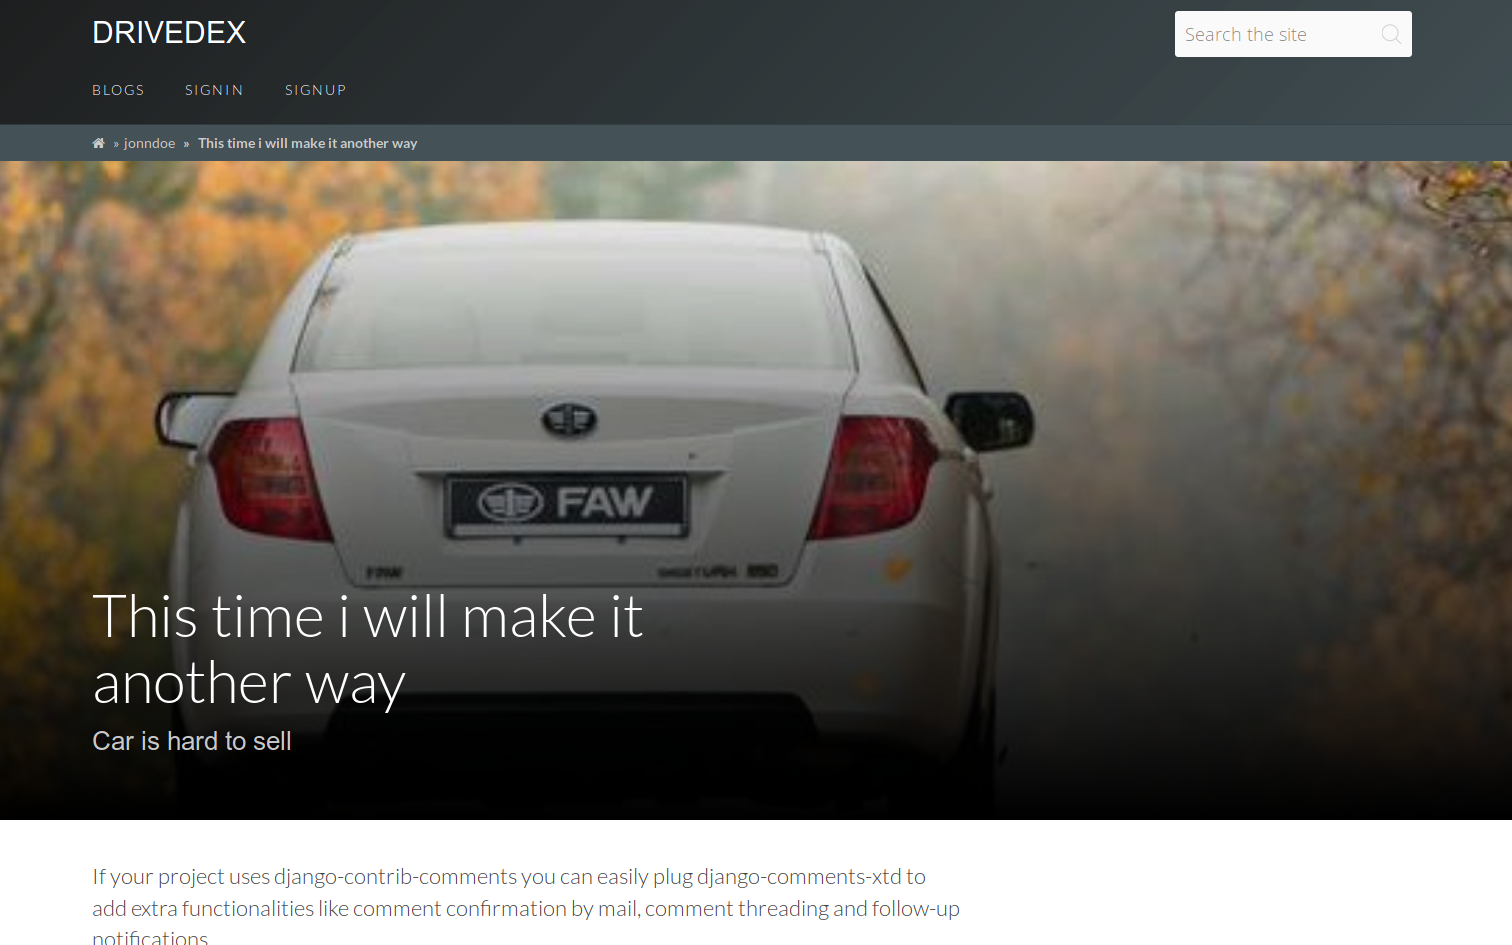 DRIVEDEX
Search the site
BLOGS SIGNIN SIGNUP
» jonndoe » This time i will make it another way
FAW
FAW
This time i will make it
another way
Car is hard to sell
If your project uses django-contrib-comments you can easily plug django-comments-xtd to
add extra functionalities like comment confirmation by mail, comment threading and follow-up
notifications